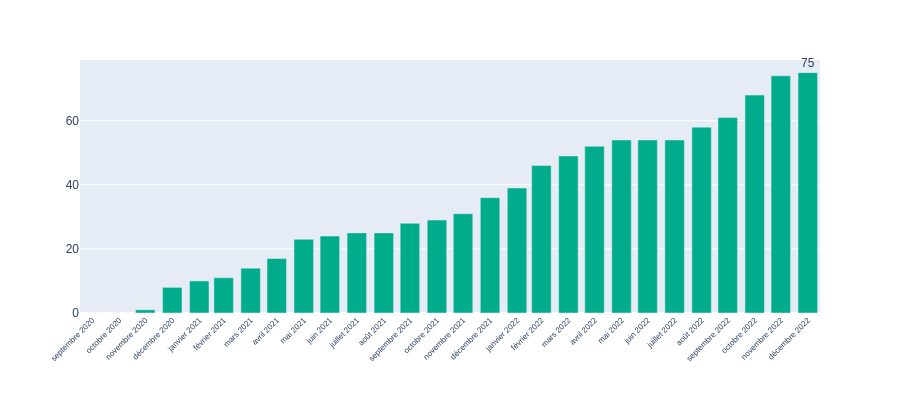 75
60
40
20
0
septembre 2020
octobre 2020
novembre 2020
décembre 2020
janvier 2021
février 2021
mars 2021
avril 2021
mai 2021
juin 2021
juillet 2021
août 2021
septembre 2021
octobre 2021
novembre 2021
décembre 2021
janvier 2022
février 2022
mars 2022
avril 2022
mai 2022
juin 2022
juillet 2022
août 2022
septembre 2022
octobre 2022
novembre 2022
décembre 2022